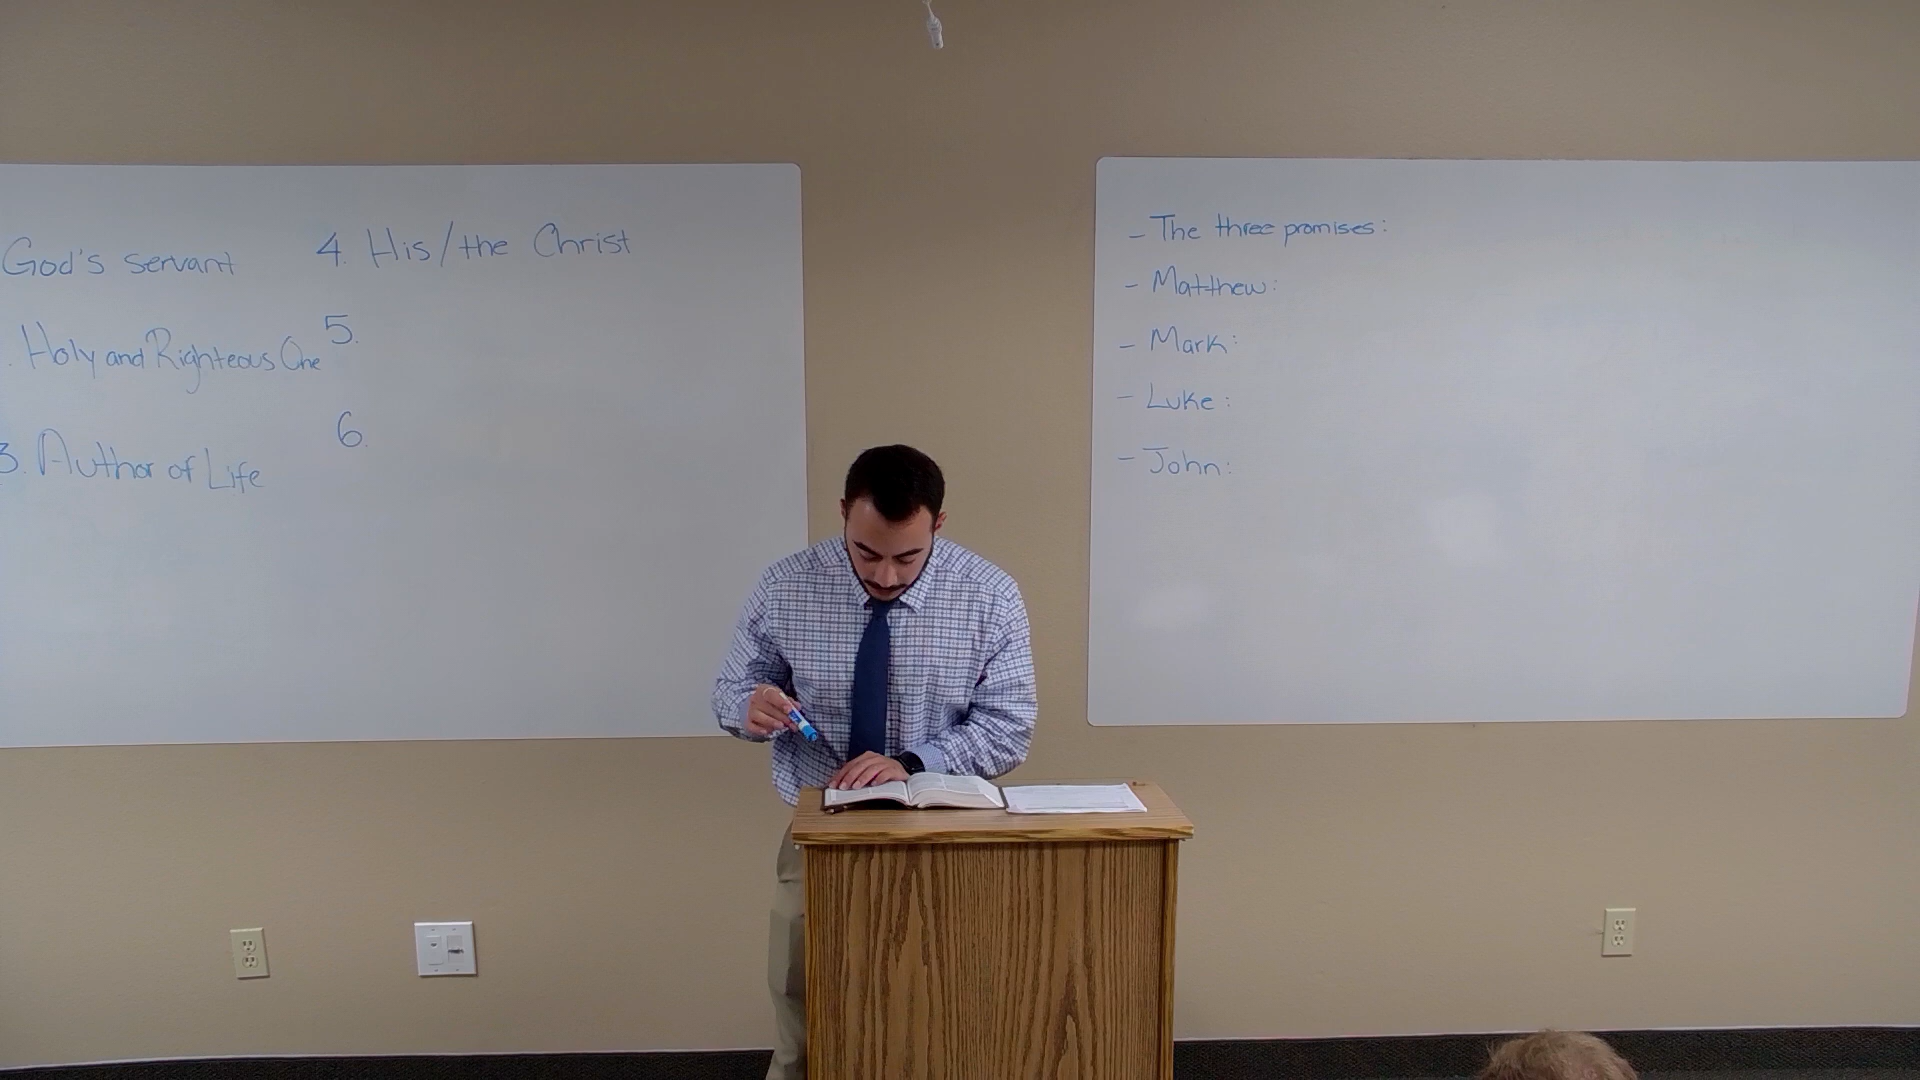 God's servant
. Holy and Righteous One
3. Author of Life
4. His/the Christ
5.
6.
- The three promises:
- Matthew:
- Mark:
- Luke:
- John: